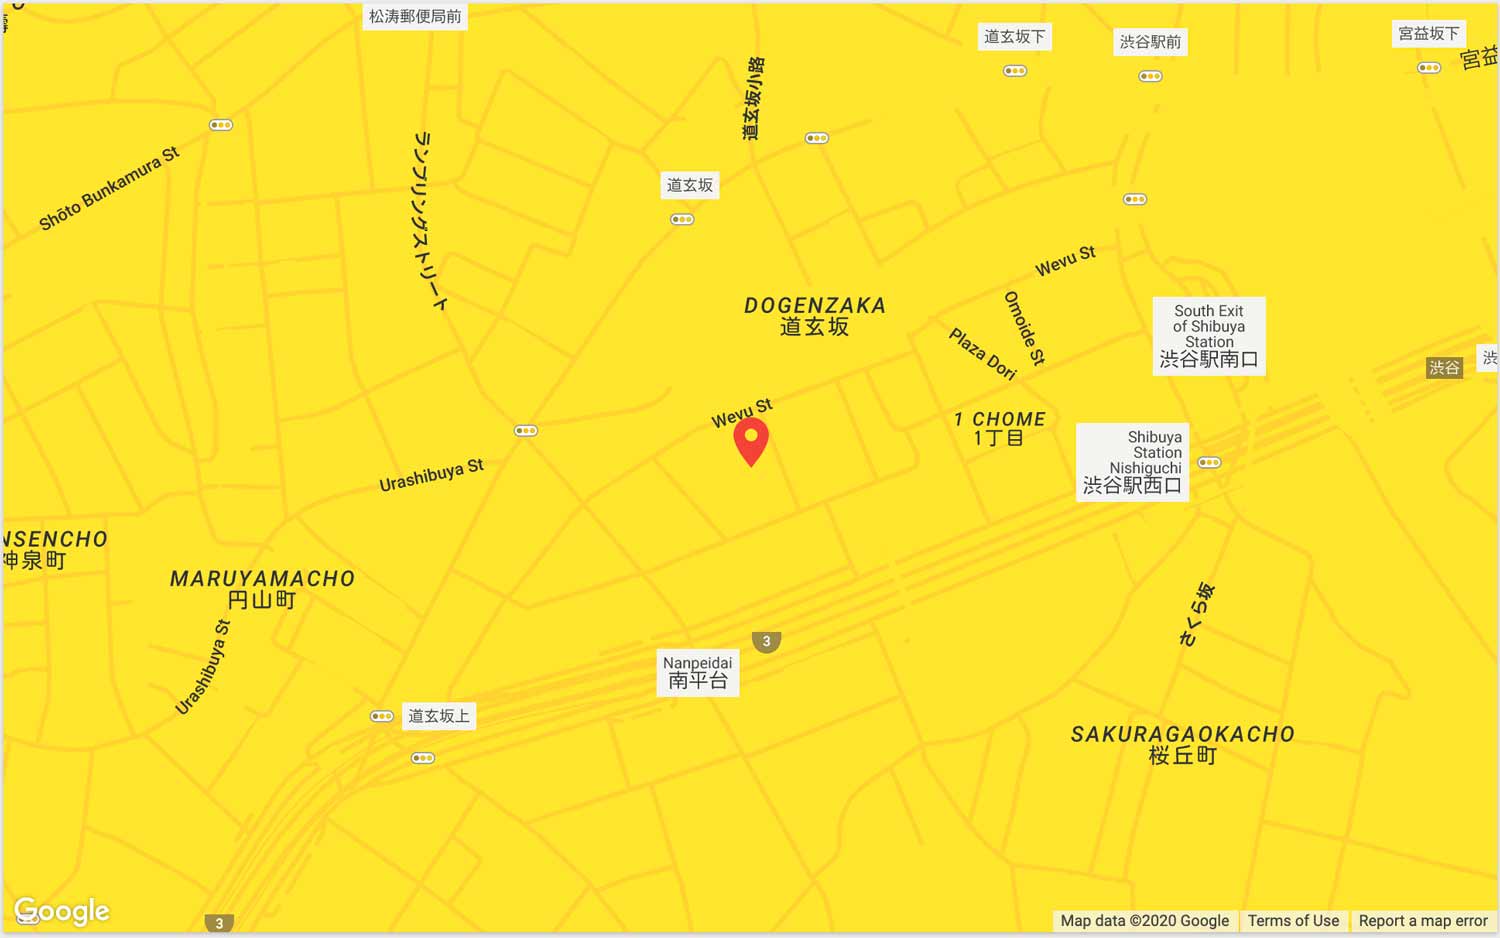 松涛郵便局前
道玄坂下
渋谷駅前
宮益坂下
宮益
道玄坂小路
ランブリングストリート
Shōto Bunkamura St
道玄坂
Wevu St
Omoide St
Plaza Dori
DOGENZAKA
道玄坂
South Exit
of Shibuya
Station
渋谷駅南口
渋谷
渋
Wevu St
1 CHOME
1丁目
Shibuya
Station
Nishiguchi
渋谷駅西口
Urashibuya St
NSENCHO
神泉町
MARUYAMACHO
円山町
Urashibuya St
さくら坂
3
Nanpeidai
南平台
道玄坂上
SAKURAGAOKACHO
桜丘町
Google
3
Map data ©2020 Google
Terms of Use
Report a map error